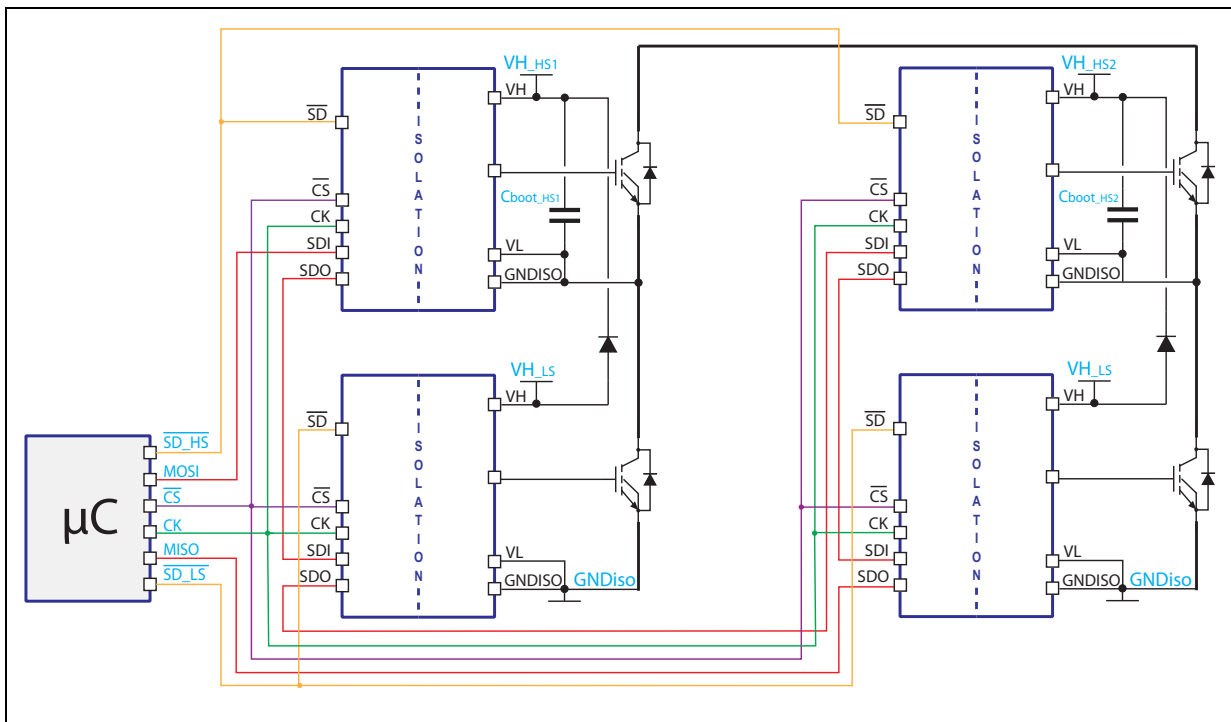 VH_HS1
VH
SD
CS
CK
SDI
SDO
ISOLATION
Cboot_HS1
VL
GNDISO
VH_HS2
VH
SD
CS
CK
SDI
SDO
ISOLATION
Cboot_HS2
VL
GNDISO
µC
SD_HS
MOSI
CS
CK
MISO
SD_LS
VH_LS
VH
SD
CS
CK
SDI
SDO
ISOLATION
VL
GNDISO
GNDiso
VH_LS
VH
SD
CS
CK
SDI
SDO
ISOLATION
VL
GNDISO
GNDiso